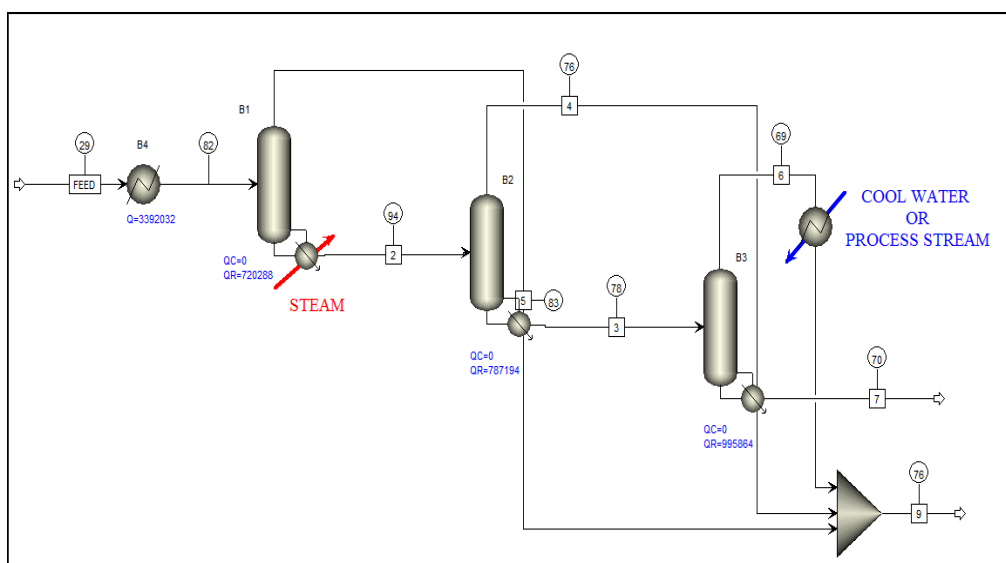 76
4
B1
69
6
29
B4
82
FEED
Q=3392032
B2
COOL WATER
OR
PROCESS STREAM
94
2
B3
QC=0
QR=720288
STEAM
5
83
78
3
QC=0
QR=787194
70
7
QC=0
QR=995864
76
9